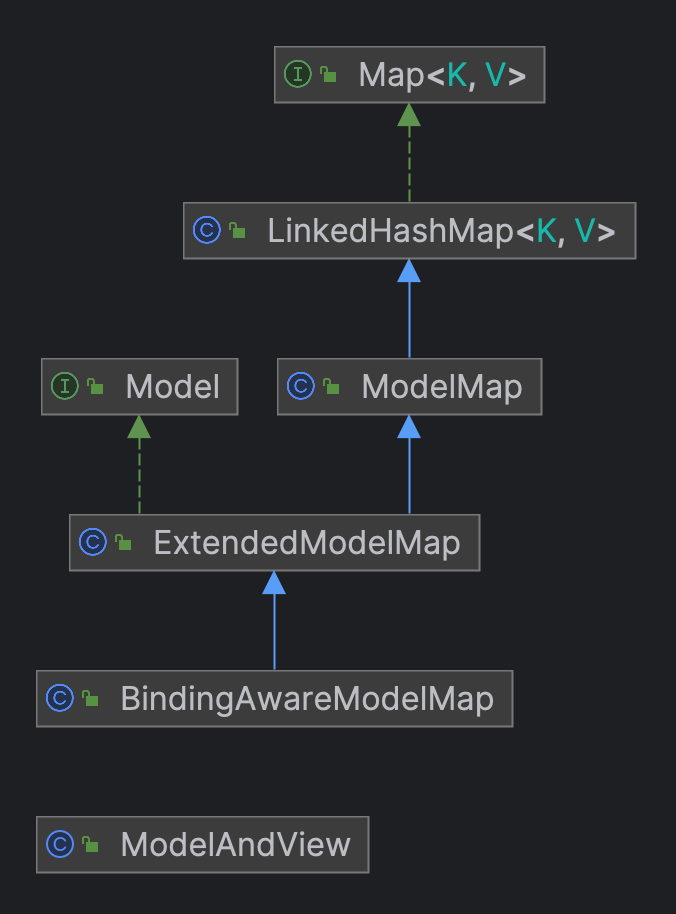 Map<K, V>
LinkedHashMap<K, V>
Model
ModelMap
ExtendedModelMap
BindingAwareModelMap
ModelAndView